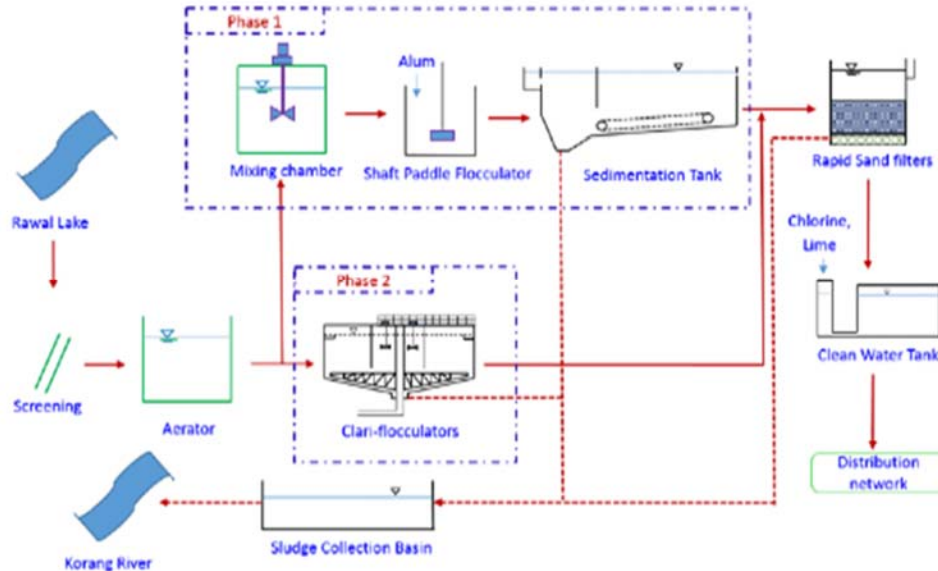 Phase 1
Alum
Mixing chamber
Shaft Paddle Flocculator
Sedimentation Tank
Rapid Sand filters
Rawal Lake
Chlorine,
Lime
Phase 2
Clean Water Tank
Screening
Aerator
Clari-flocculators
Distribution
network
Sludge Collection Basin
Korang River